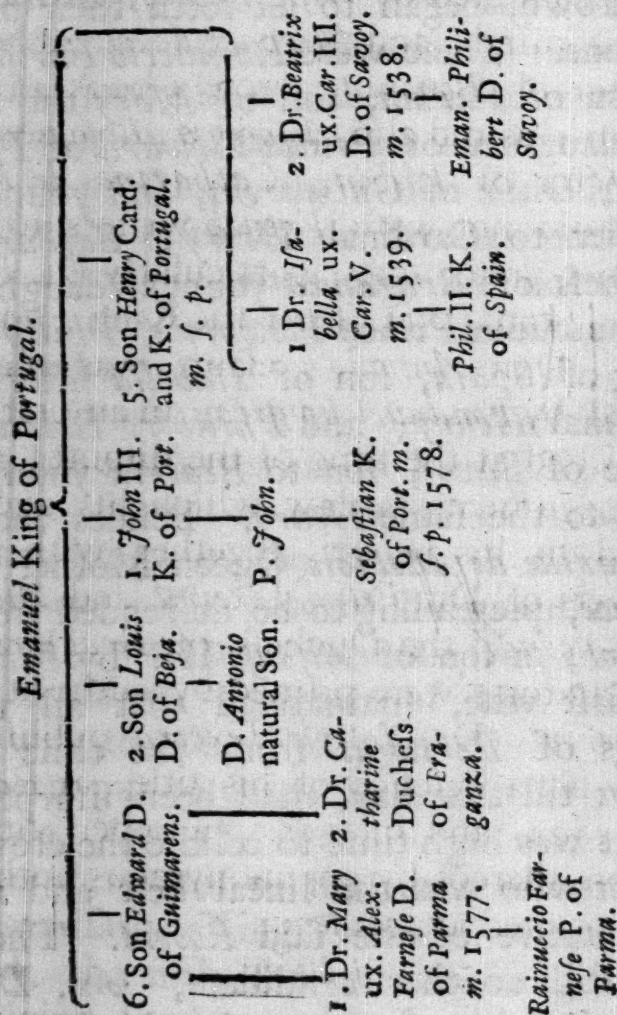 Emanuel King of Portugal.
6. Son Edward D.
of Guimarens.
2. Son Louis
D. of Beja.
1. John III.
K. of Port.
5. Son Henry Card.
and K. of Portugal.
m. ſ p.
D. Antonio
natural Son.
P. John.
1. Dr. Mary
ux. Alex.
Farneſe D.
of Parma
m. 1577.
2. Dr. Ca-
tharine
Ducheſs
of Bra-
ganza.
Sebaſtian K.
of Port. m.
ſ. p 1578.
1 Dr. Iſa-
bella ux.
Car. V.
m. 1539.
2. Dr Beatrix
ux. Car III.
D. of Savoy.
m. 1538.
Rainuccio Far-
neſe P. of
Parma.
Phil. II K.
of Spain.
Eman. Phili-
bert D. of
Savoy.